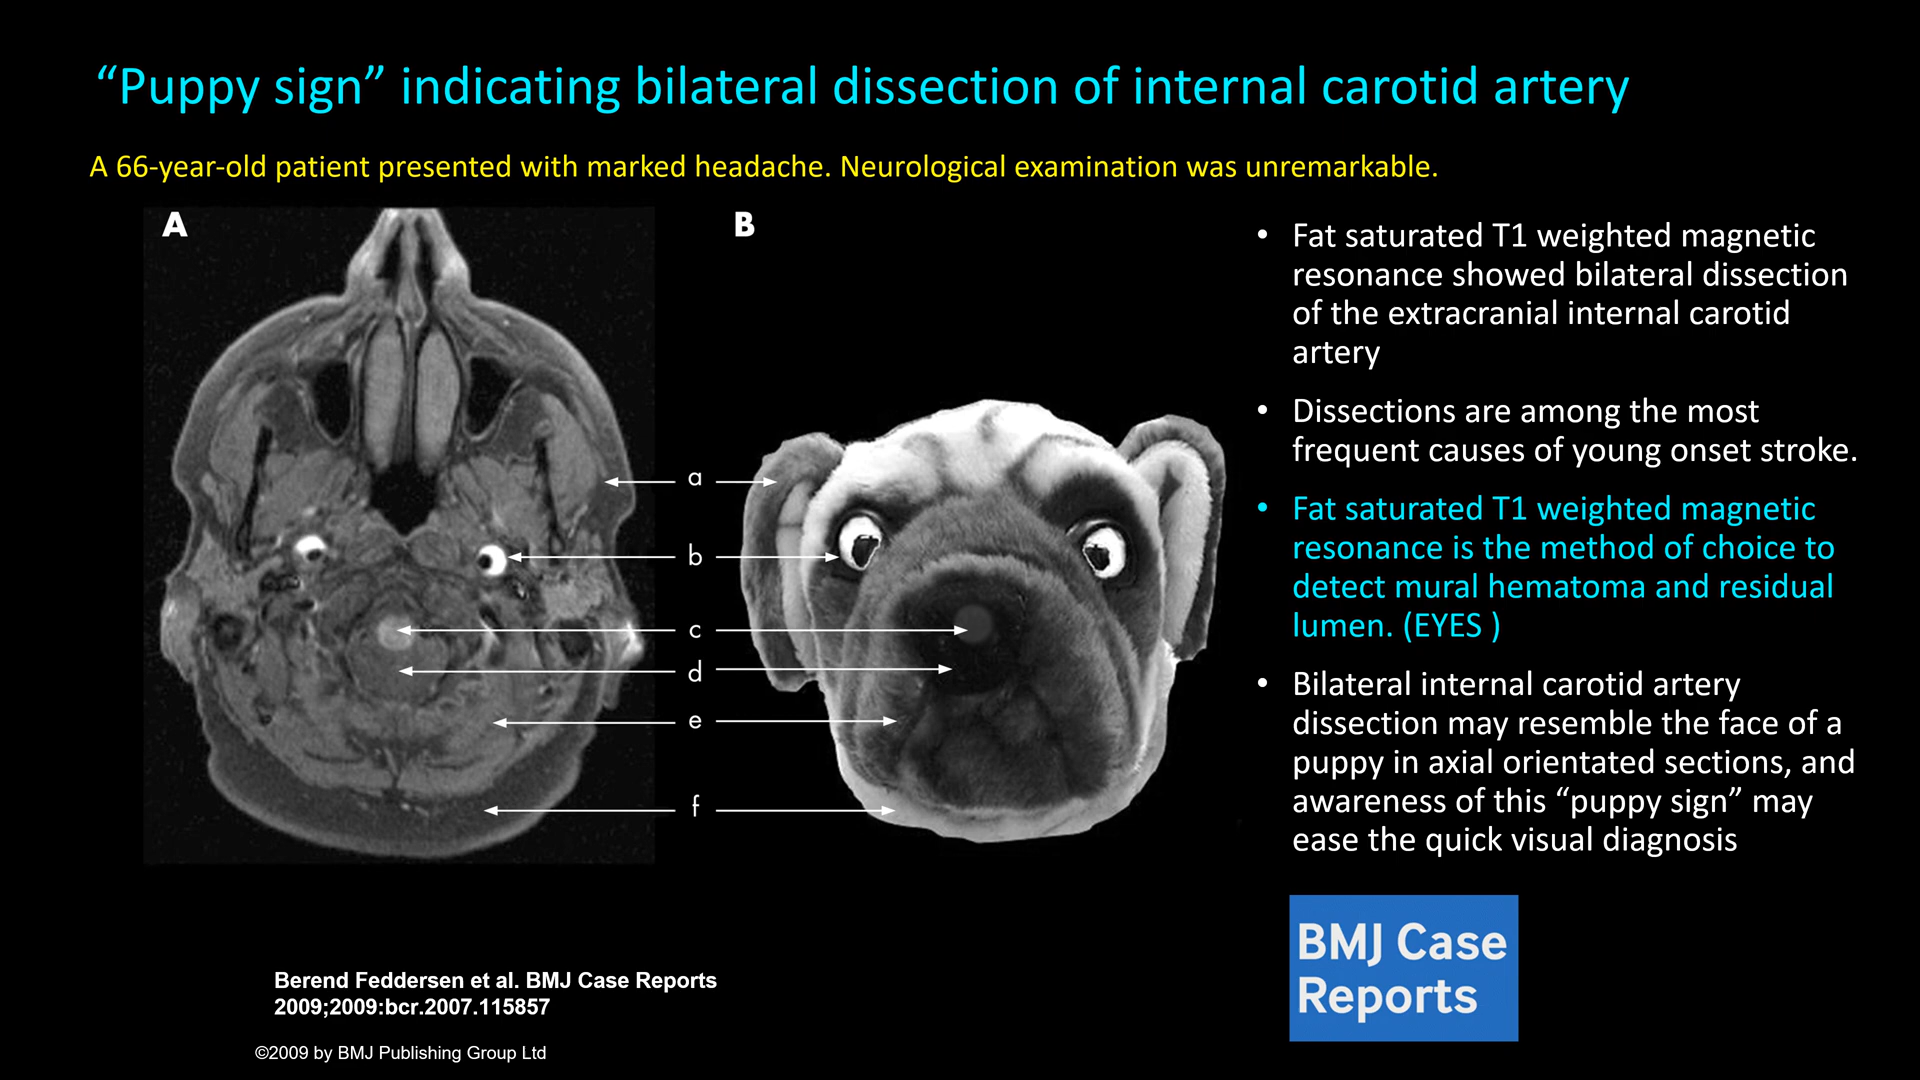 “Puppy sign” indicating bilateral dissection of internal carotid artery
A 66-year-old patient presented with marked headache. Neurological examination was unremarkable.
A
B
a
b
c
d
e
f
• Fat saturated T1 weighted magnetic
resonance showed bilateral dissection
of the extracranial internal carotid
artery
• Dissections are among the most
frequent causes of young onset stroke.
• Fat saturated T1 weighted magnetic
resonance is the method of choice to
detect mural hematoma and residual
lumen. (EYES )
• Bilateral internal carotid artery
dissection may resemble the face of a
puppy in axial orientated sections, and
awareness of this “puppy sign” may
ease the quick visual diagnosis
BMJ Case
Reports
Berend Feddersen et al. BMJ Case Reports
2009;2009:bcr.2007.115857
©2009 by BMJ Publishing Group Ltd